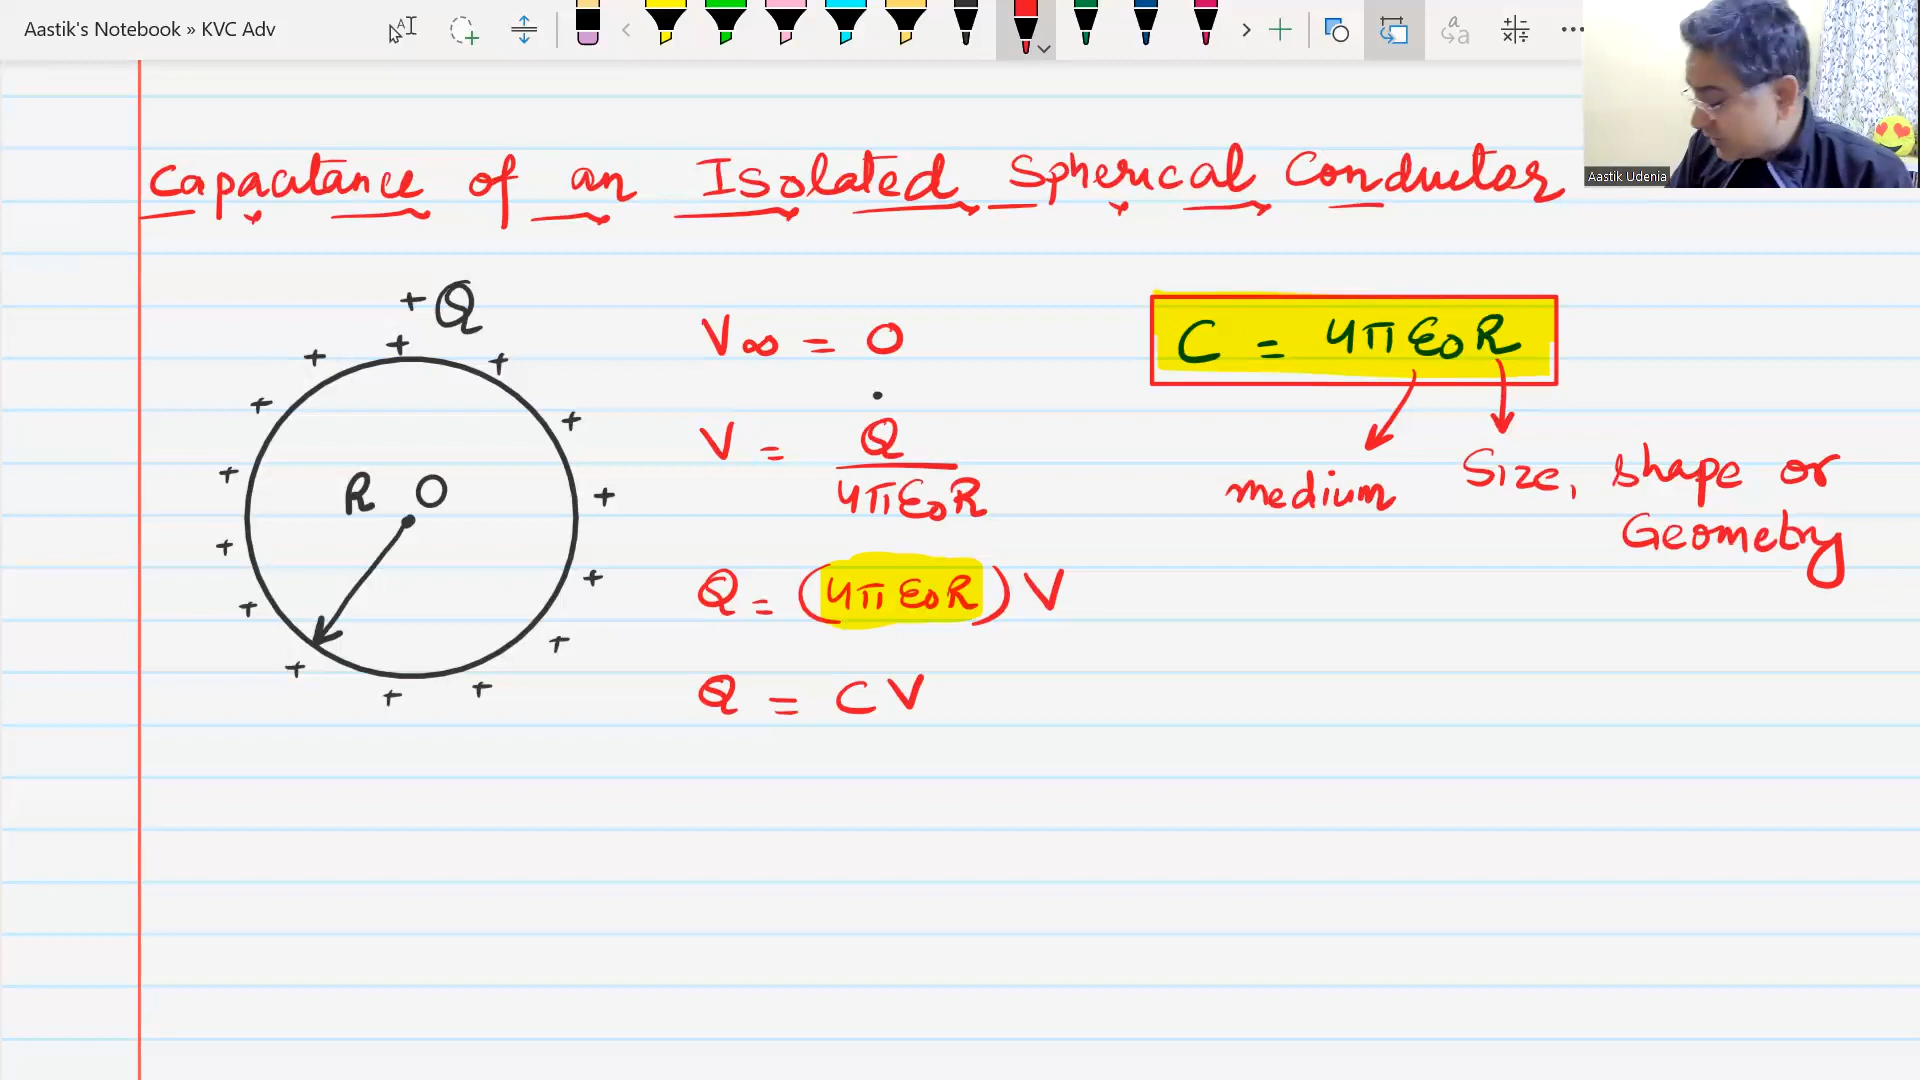 Aastik's Notebook » KVC Adv
Aastik Udenia
Capacitance of an Isolated Spherical Conductor
+Q
R O
V∞ = 0
V = Q / 4πε₀R
Q = (4πε₀R) V
Q = CV
C = 4πε₀R
medium
Size, shape or
Geometry